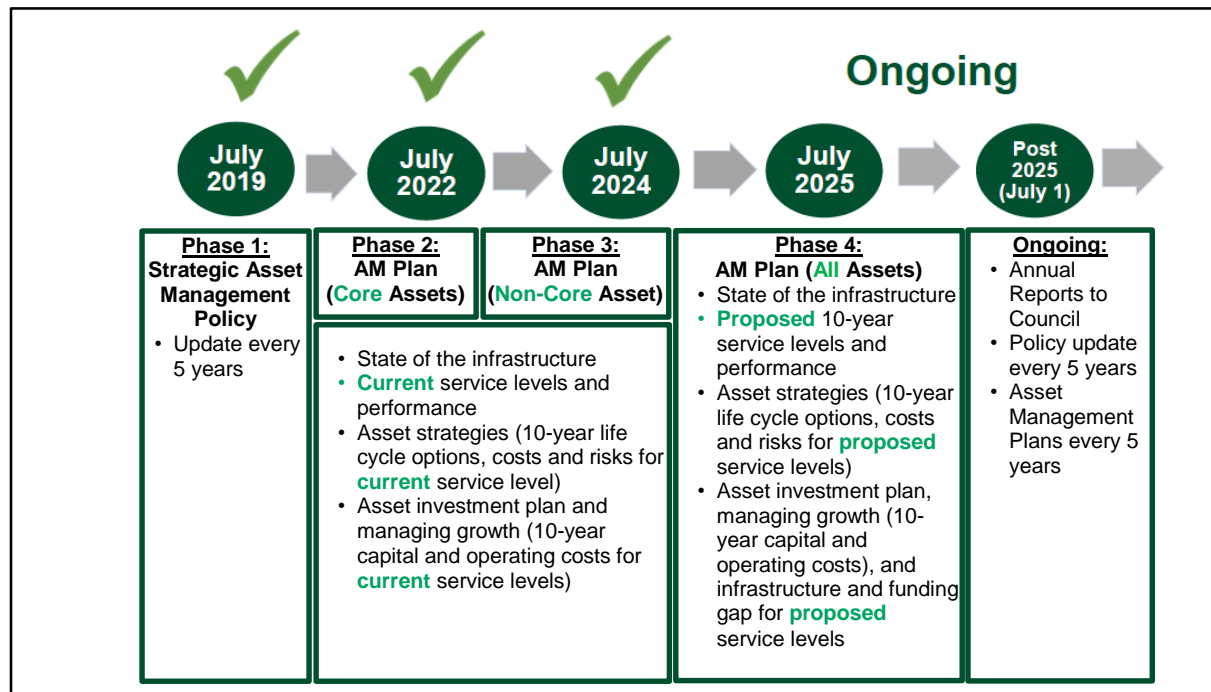 Ongoing
July
2019
July
2022
July
2024
July
2025
Post
2025
(July 1)
Phase 1:
Strategic Asset
Management
Policy
• Update every
5 years
Phase 2:
AM Plan
(Core Assets)
Phase 3:
AM Plan
(Non-Core Asset)
• State of the infrastructure
• Current service levels and
performance
• Asset strategies (10-year life
cycle options, costs and risks for
current service level)
• Asset investment plan and
managing growth (10-year
capital and operating costs for
current service levels)
Phase 4:
AM Plan (All Assets)
• State of the infrastructure
• Proposed 10-year
service levels and
performance
• Asset strategies (10-year
life cycle options, costs
and risks for proposed
service levels)
• Asset investment plan,
managing growth (10-
year capital and
operating costs), and
infrastructure and funding
gap for proposed
service levels
Ongoing:
• Annual
Reports to
Council
• Policy update
every 5 years
• Asset
Management
Plans every 5
years